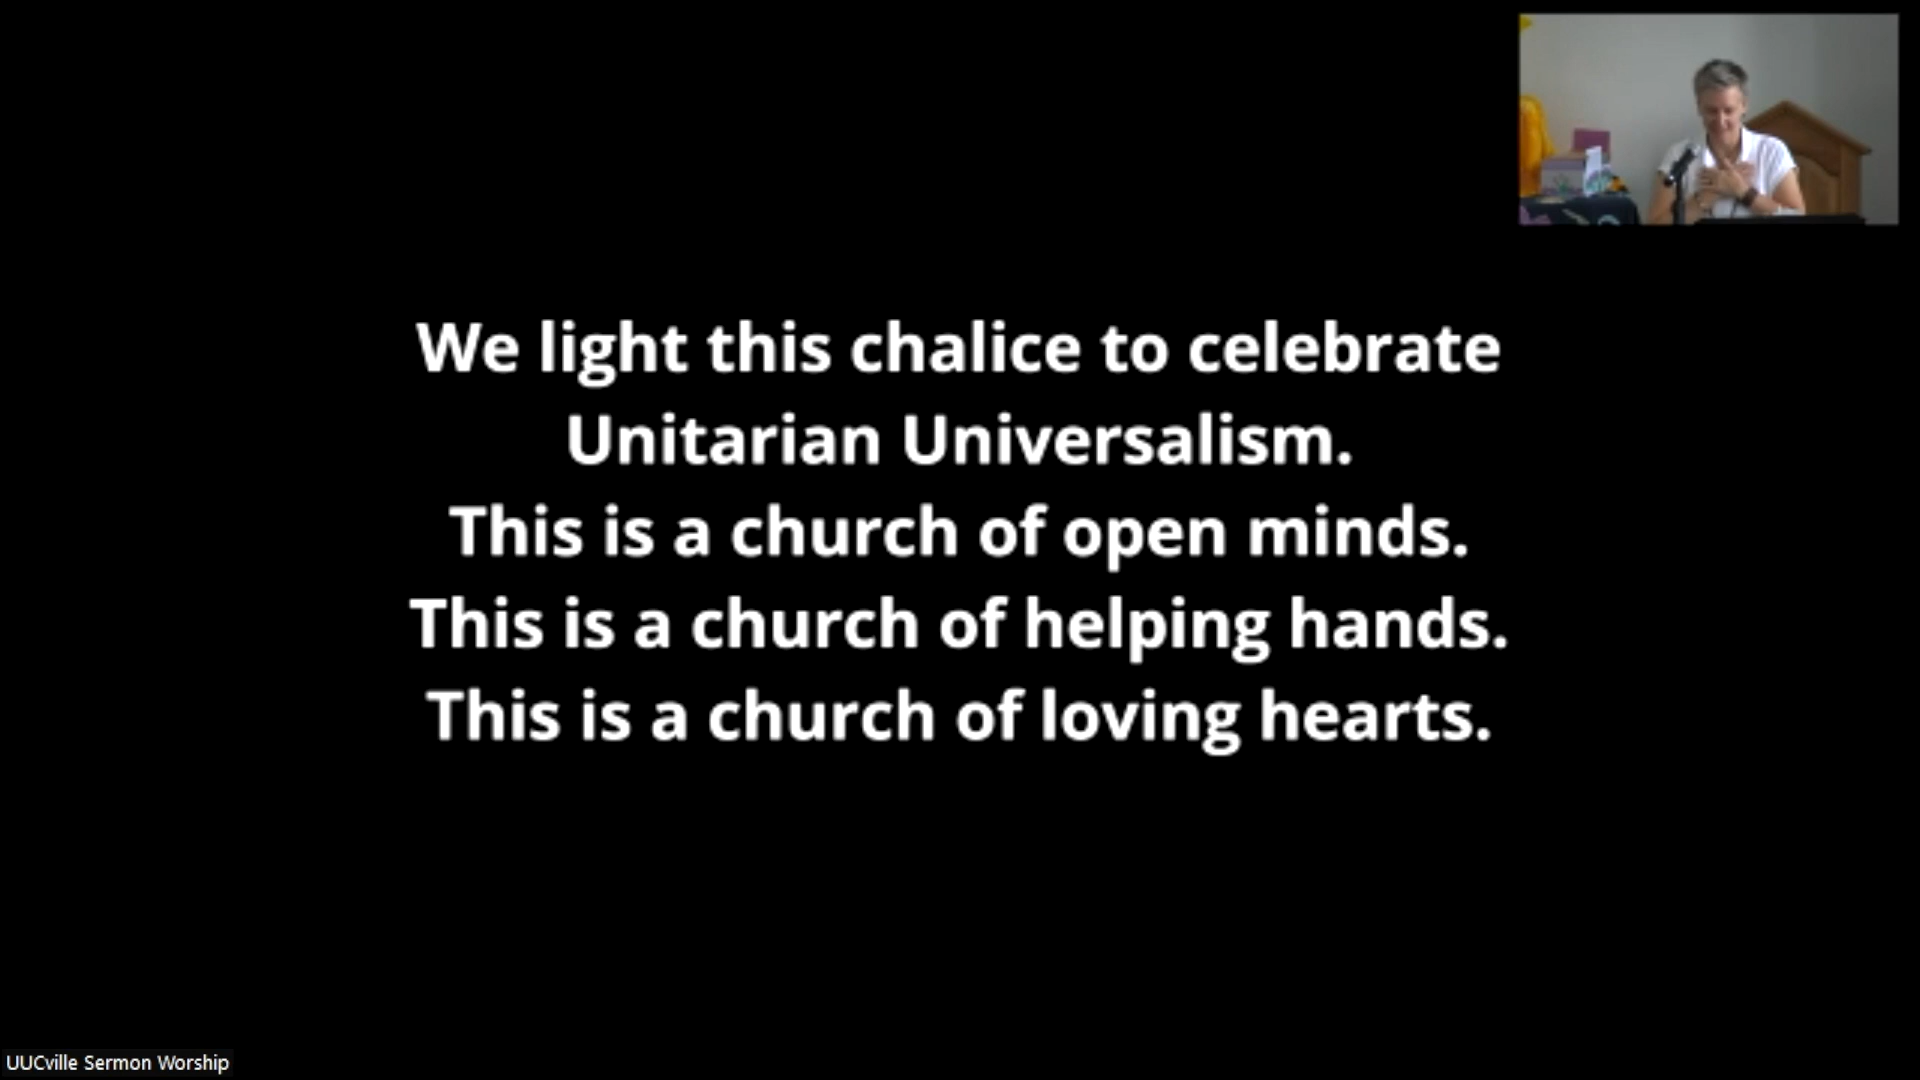 We light this chalice to celebrate
Unitarian Universalism.
This is a church of open minds.
This is a church of helping hands.
This is a church of loving hearts.
UUCville Sermon Worship